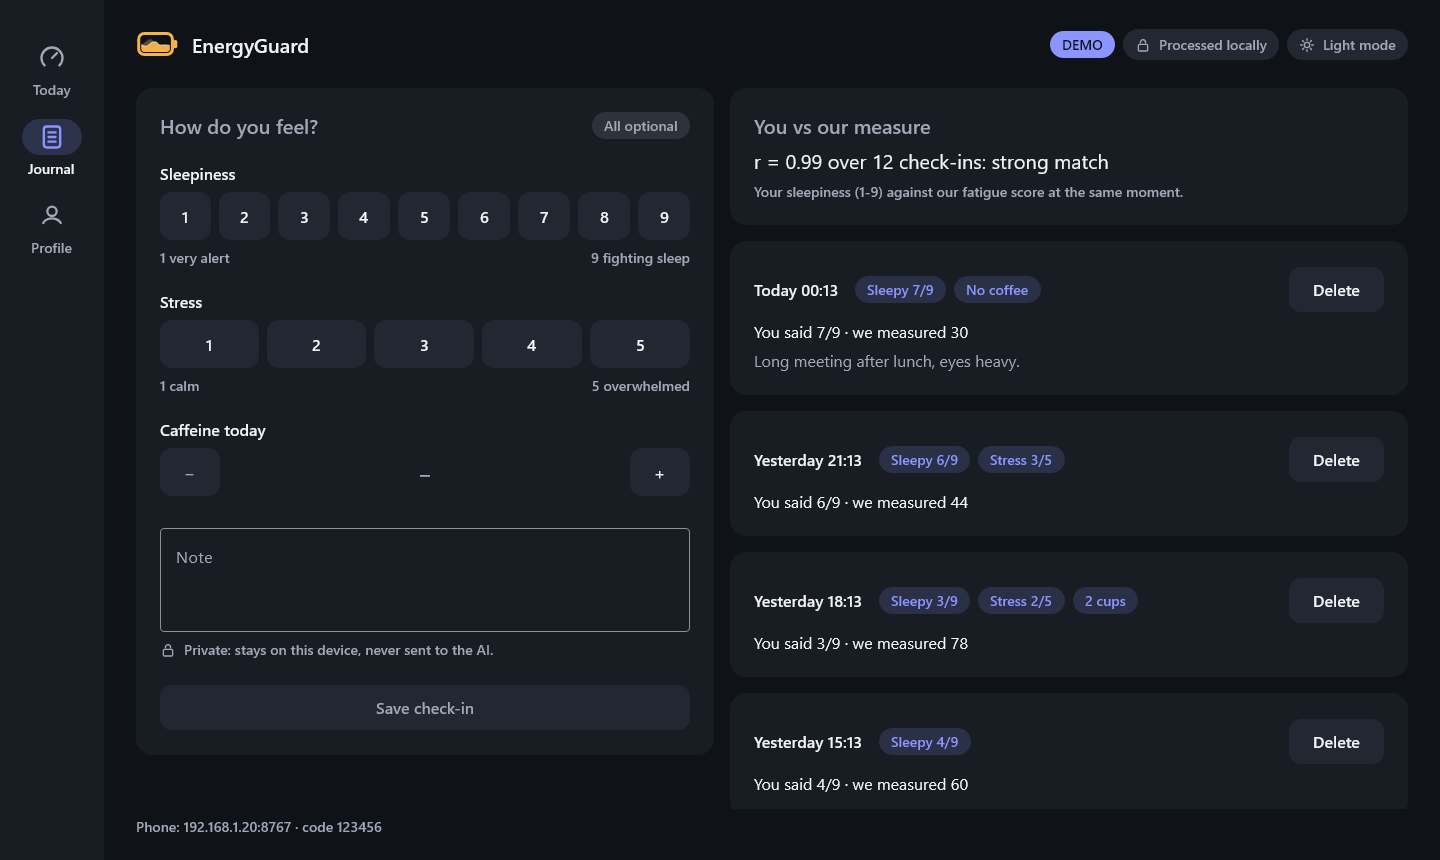 EnergyGuard
DEMO
Processed locally
Light mode
Today
Journal
Profile
How do you feel?
All optional
Sleepiness
1 2 3 4 5 6 7 8 9
1 very alert
9 fighting sleep
Stress
1 2 3 4 5
1 calm
5 overwhelmed
Caffeine today
− — +
Note
Private: stays on this device, never sent to the AI.
Save check-in
You vs our measure
r = 0.99 over 12 check-ins: strong match
Your sleepiness (1-9) against our fatigue score at the same moment.
Today 00:13 Sleepy 7/9 No coffee Delete
You said 7/9 · we measured 30
Long meeting after lunch, eyes heavy.
Yesterday 21:13 Sleepy 6/9 Stress 3/5 Delete
You said 6/9 · we measured 44
Yesterday 18:13 Sleepy 3/9 Stress 2/5 2 cups Delete
You said 3/9 · we measured 78
Yesterday 15:13 Sleepy 4/9 Delete
You said 4/9 · we measured 60
Phone: 192.168.1.20:8767 · code 123456